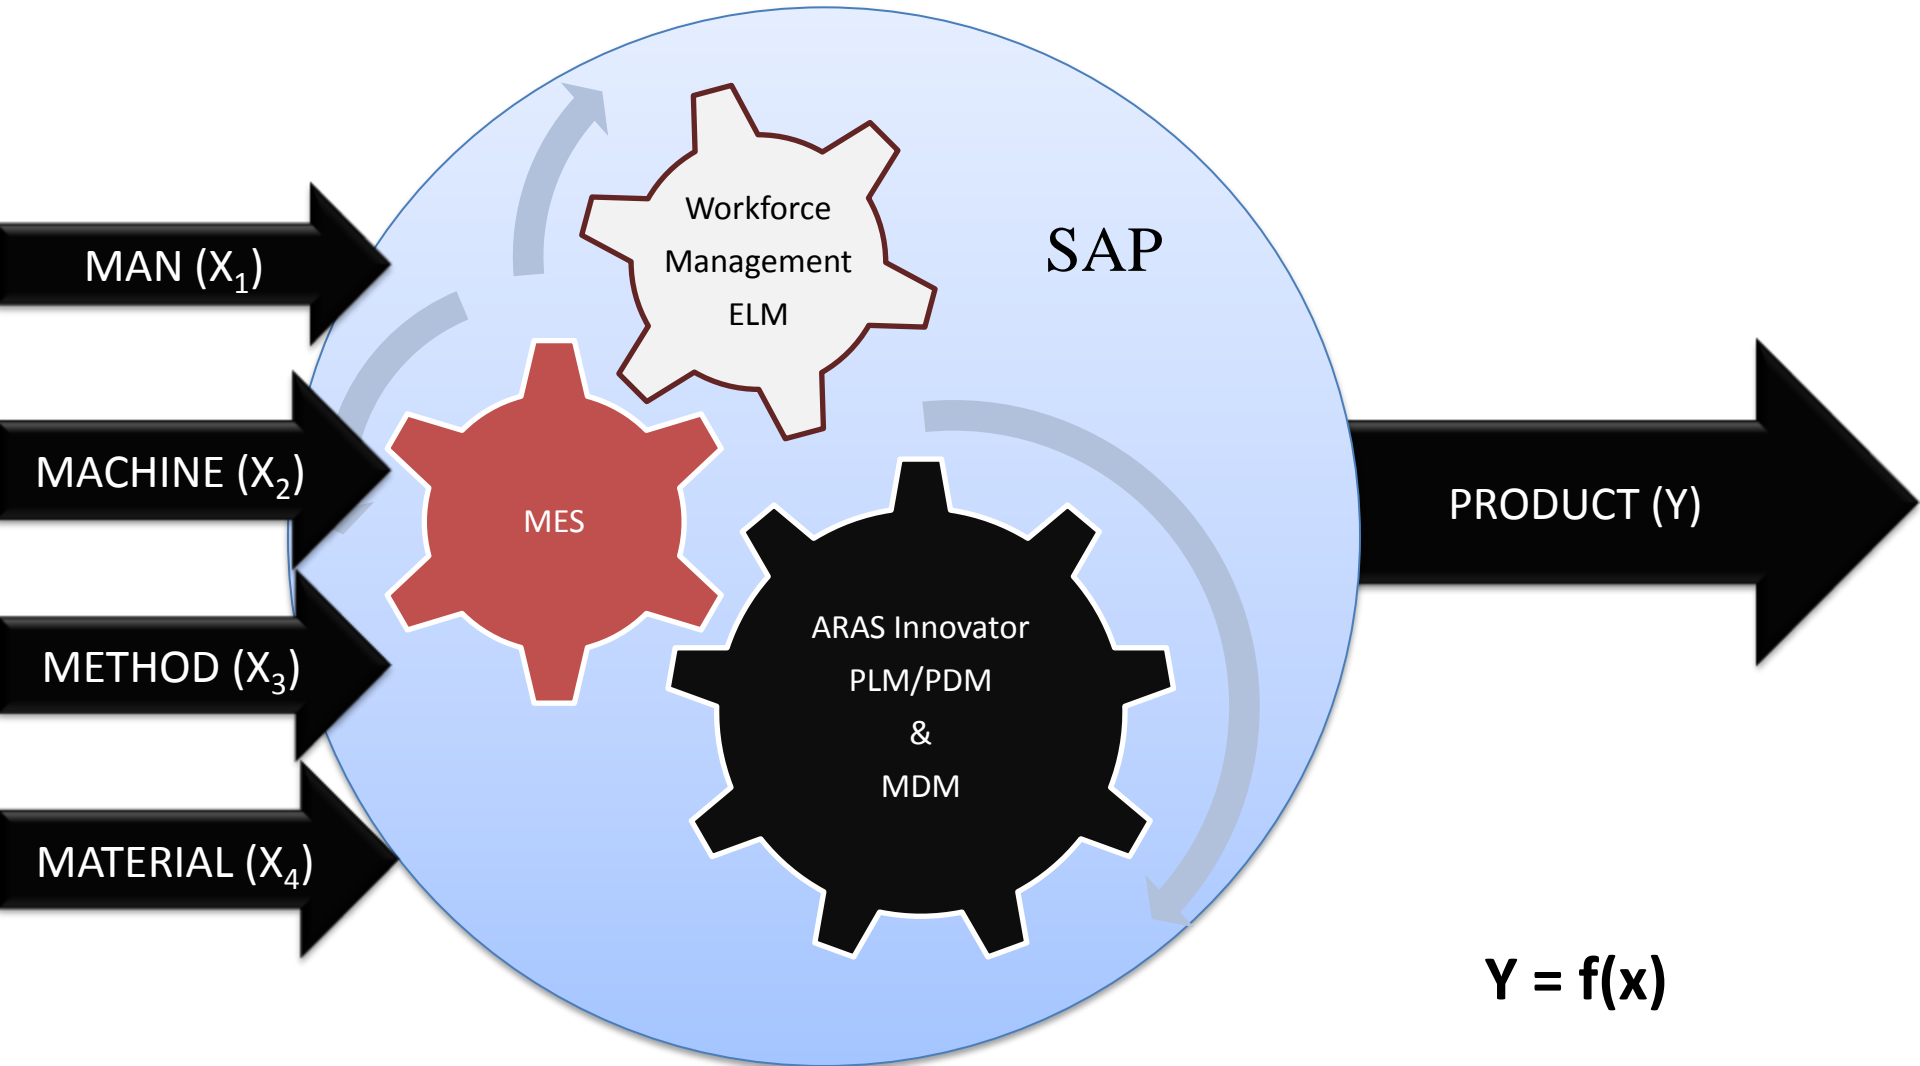 MAN (X₁)
MACHINE (X₂)
METHOD (X₃)
MATERIAL (X₄)
Workforce
Management
ELM
SAP
MES
ARAS Innovator
PLM/PDM
&
MDM
PRODUCT (Y)
Y = f(x)